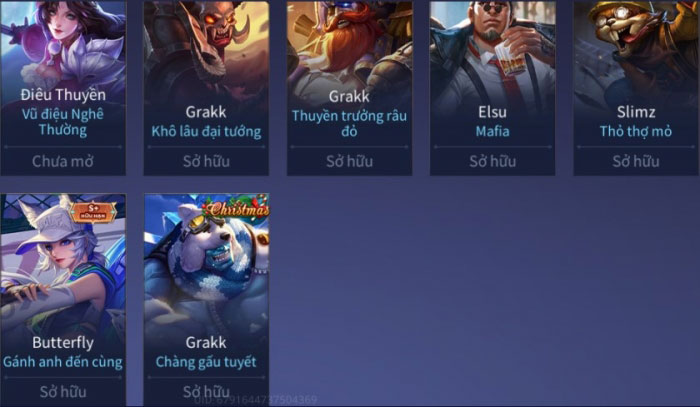 Điêu Thuyền
Vũ điệu Nghê
Thường
Chưa mở
Grakk
Khô lâu đại tướng
Sở hữu
Grakk
Thuyền trưởng râu
đỏ
Sở hữu
Elsu
Mafia
Sở hữu
Slimz
Thỏ thợ mỏ
Sở hữu
S+
HỮU HẠN
Butterfly
Gánh anh đến cùng
Sở hữu
Christmas
Grakk
Chàng gấu tuyết
Sở hữu
UID: 6791644737504369